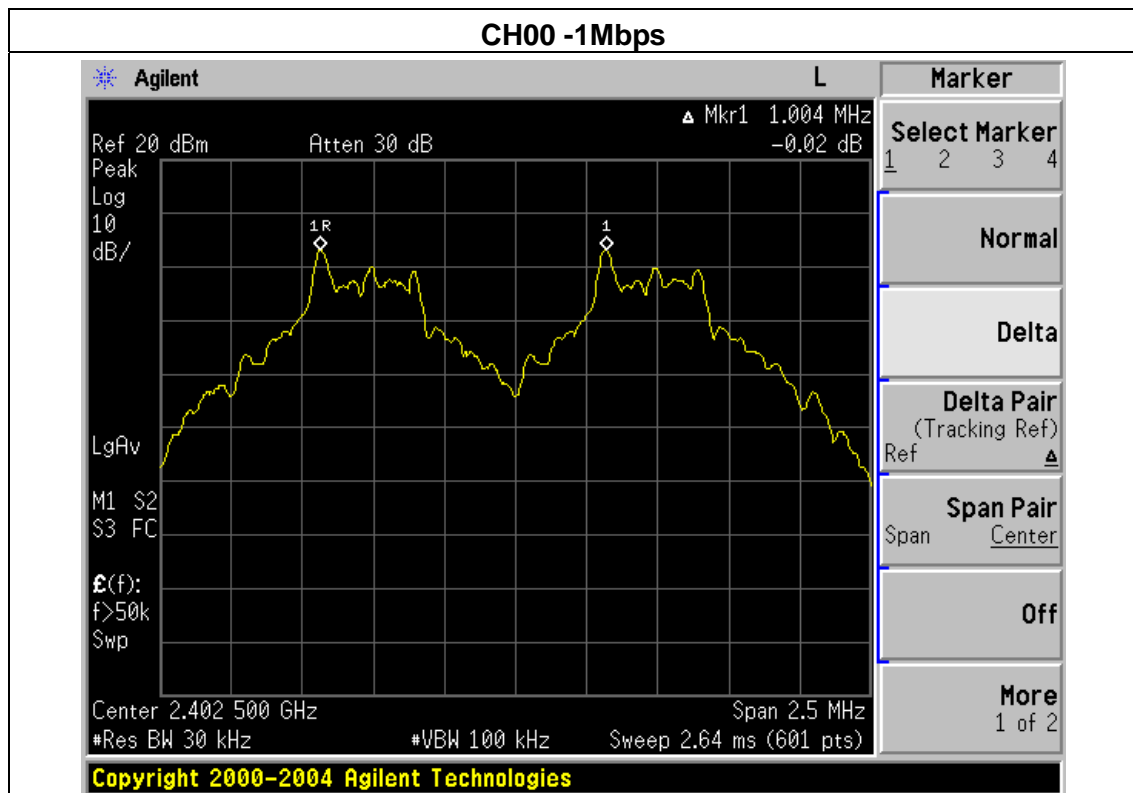 CH00 -1Mbps
Agilent L Marker
Δ Mkr1 1.004 MHz
Ref 20 dBm Atten 30 dB -0.02 dB
Peak
Log
10
dB/
1R
1
LgAv
M1 S2
S3 FC
£(f):
f>50k
Swp
Center 2.402 500 GHz Span 2.5 MHz
#Res BW 30 kHz #VBW 100 kHz Sweep 2.64 ms (601 pts)
Select Marker
1 2 3 4
Normal
Delta
Delta Pair
(Tracking Ref)
Ref Δ
Span Pair
Span Center
Off
More
1 of 2
Copyright 2000-2004 Agilent Technologies